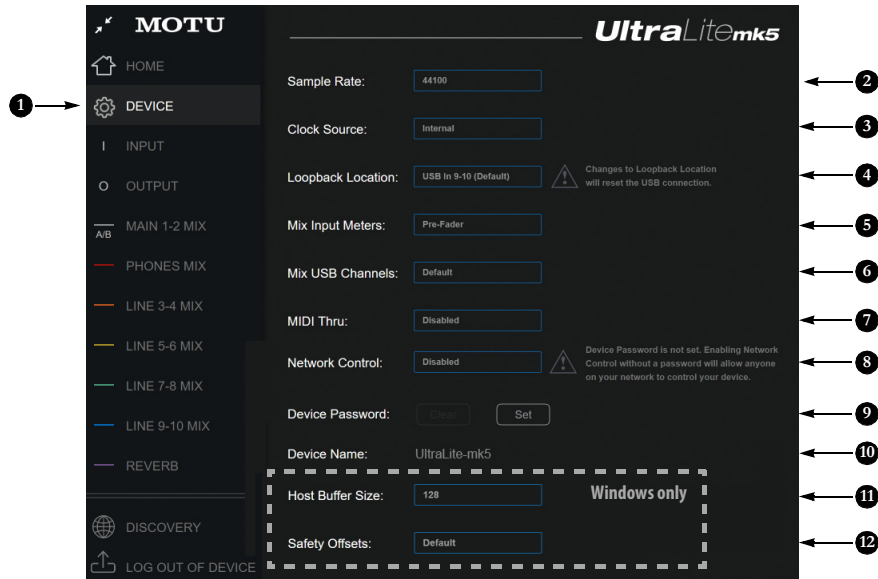 MOTU
UltraLite mk5
HOME
1
DEVICE
INPUT
OUTPUT
A/B
MAIN 1-2 MIX
PHONES MIX
LINE 3-4 MIX
LINE 5-6 MIX
LINE 7-8 MIX
LINE 9-10 MIX
REVERB
DISCOVERY
LOG OUT OF DEVICE
Sample Rate: 44100
2
Clock Source: Internal
3
Loopback Location: USB In 9-10 (Default)
Changes to Loopback Location
will reset the USB connection.
4
Mix Input Meters: Pre-Fader
5
Mix USB Channels: Default
6
MIDI Thru: Disabled
7
Network Control: Disabled
Device Password is not set. Enabling Network
Control without a password will allow anyone
on your network to control your device.
8
Device Password: Clear Set
9
Device Name: UltraLite-mk5
10
Host Buffer Size: 128
Windows only
11
Safety Offsets: Default
12